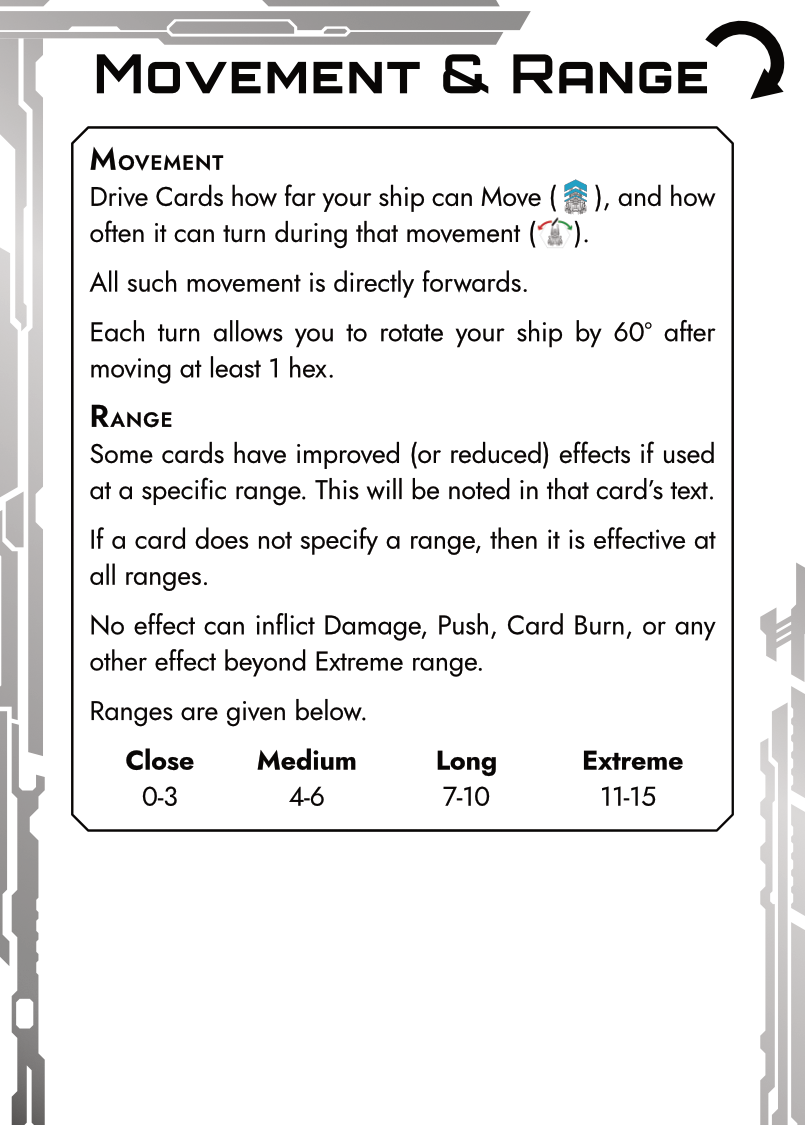 Movement & Range
Movement
Drive Cards how far your ship can Move ( ), and how
often it can turn during that movement ( ).
All such movement is directly forwards.
Each turn allows you to rotate your ship by 60° after
moving at least 1 hex.
Range
Some cards have improved (or reduced) effects if used
at a specific range. This will be noted in that card's text.
If a card does not specify a range, then it is effective at
all ranges.
No effect can inflict Damage, Push, Card Burn, or any
other effect beyond Extreme range.
Ranges are given below.
Close Medium Long Extreme
0-3 4-6 7-10 11-15